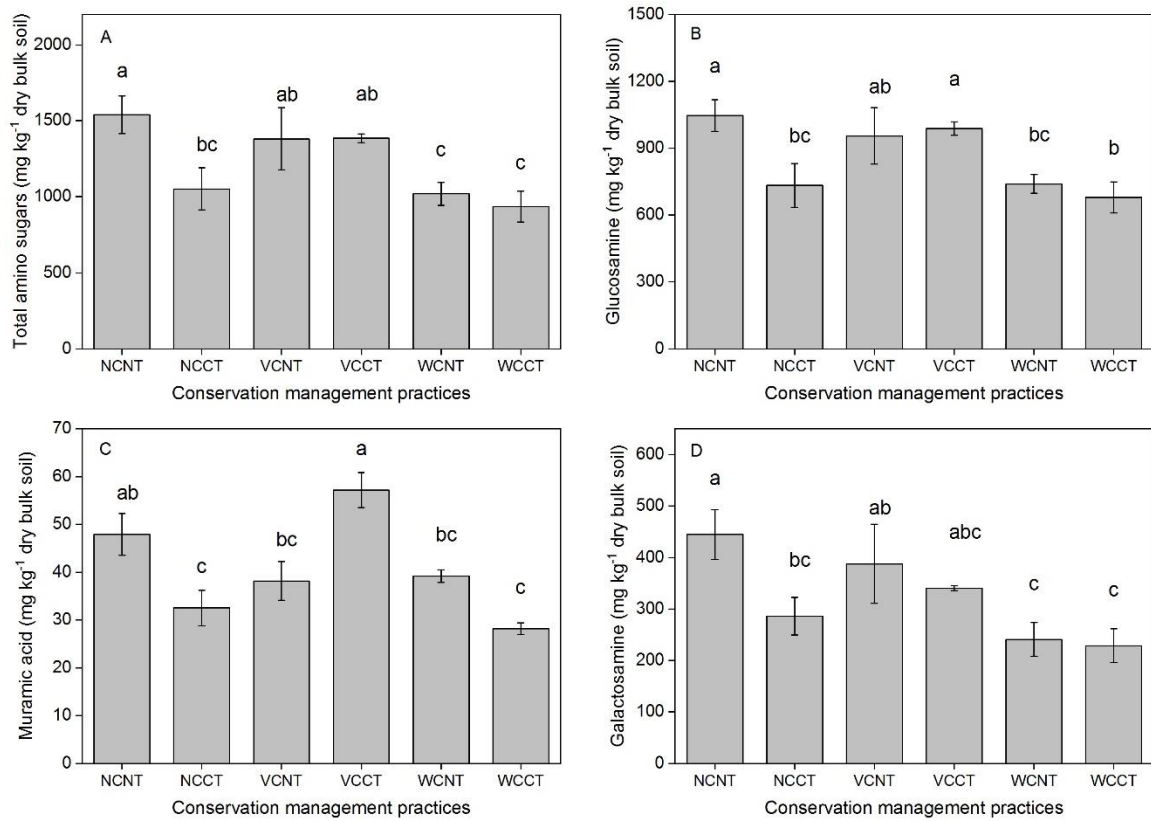 A
Total amino sugars (mg kg⁻¹ dry bulk soil)
2000
1500
1000
500
0
a
bc
ab
ab
c
c
NCNT NCCT VCNT VCCT WCNT WCCT
Conservation management practices
B
Glucosamine (mg kg⁻¹ dry bulk soil)
1500
1200
900
600
300
0
a
bc
ab
a
bc
b
NCNT NCCT VCNT VCCT WCNT WCCT
Conservation management practices
C
Muramic acid (mg kg⁻¹ dry bulk soil)
70
60
50
40
30
20
10
0
ab
c
bc
a
bc
c
NCNT NCCT VCNT VCCT WCNT WCCT
Conservation management practices
D
Galactosamine (mg kg⁻¹ dry bulk soil)
600
500
400
300
200
100
0
a
bc
ab
abc
c
c
NCNT NCCT VCNT VCCT WCNT WCCT
Conservation management practices